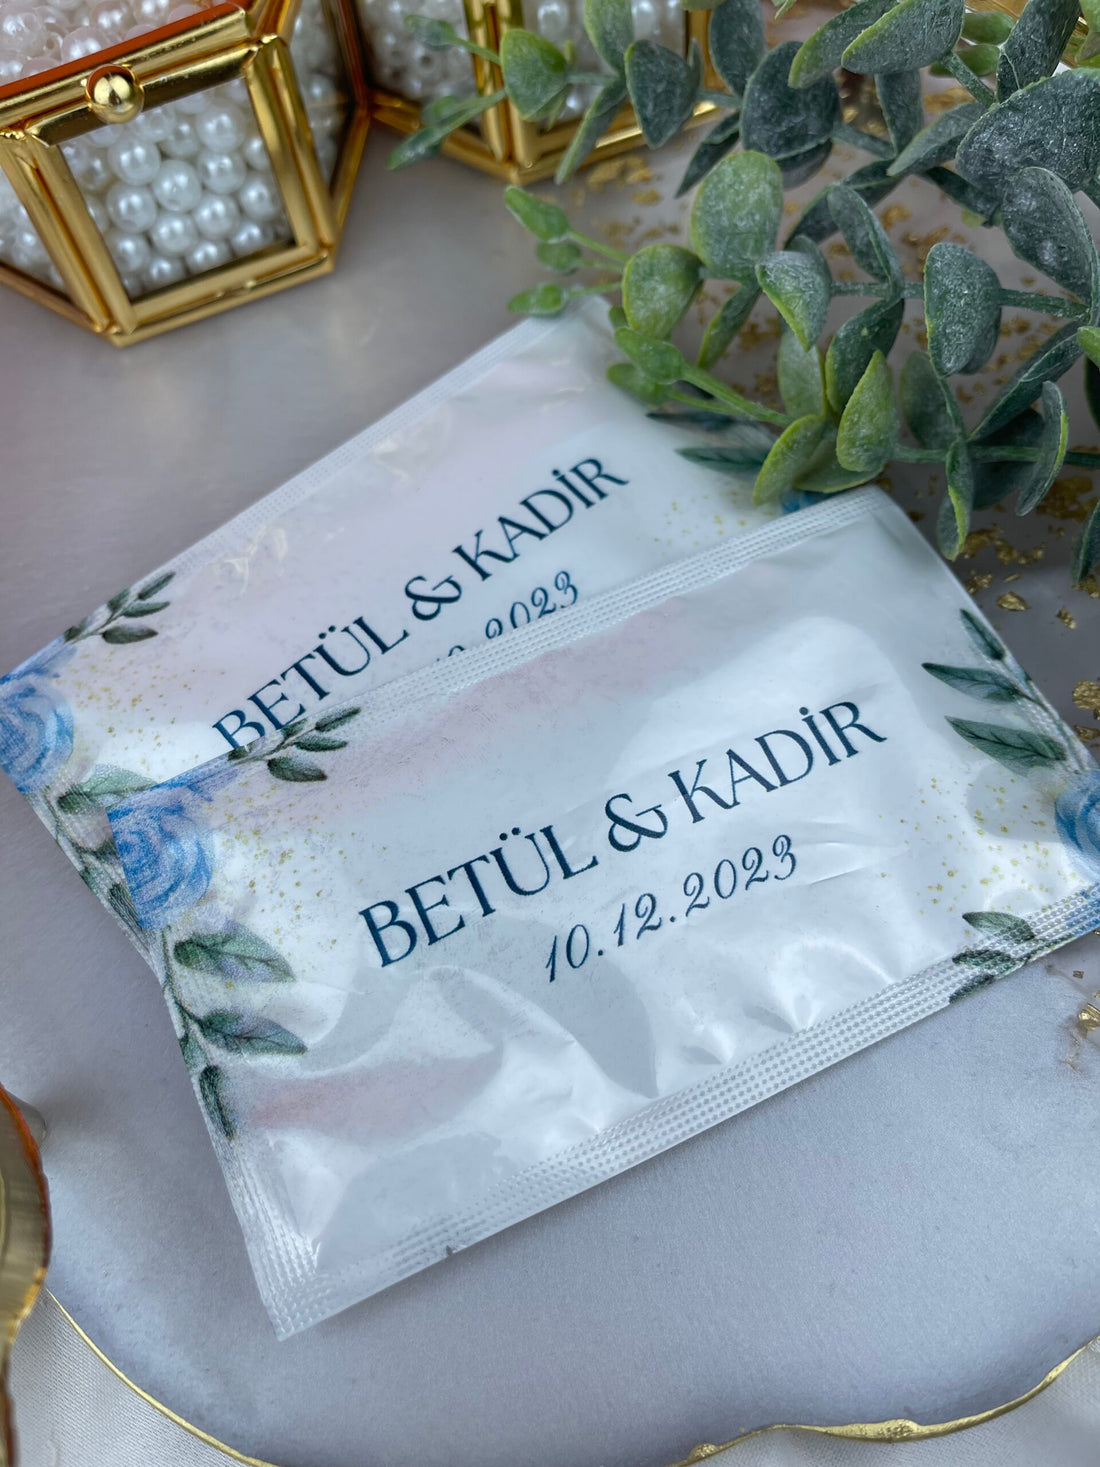 BETÜL & KADİR
2023
BETÜL & KADİR
10.12.2023